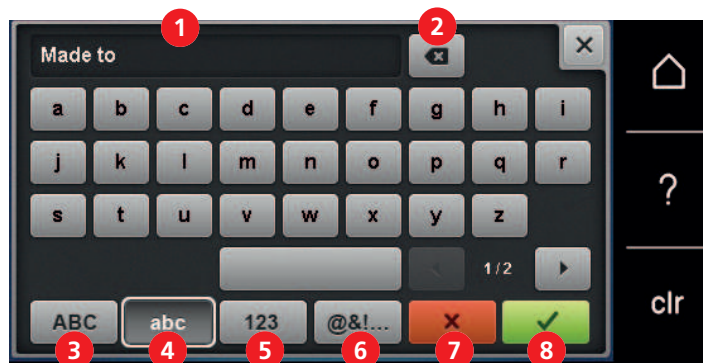 1 2
Made to
a b c d e f g h i
j k l m n o p q r
s t u v w x y z
1/2
ABC abc 123 @&!...
3 4 5 6 7 8
?
clr